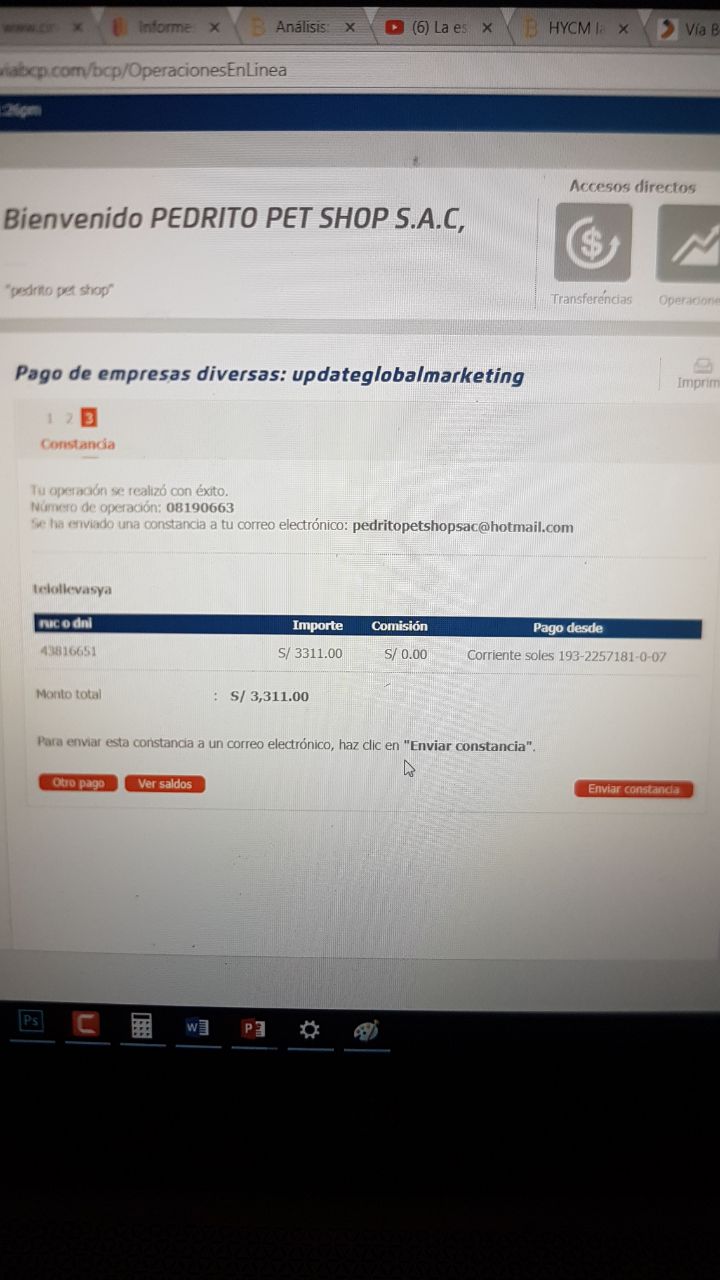 Informe
Análisis:
(6) La es
HYCM la
Vía B
viabcp.com/bcp/OperacionesEnLinea
:26pm
Accesos directos
Bienvenido PEDRITO PET SHOP S.A.C,
"pedrito pet shop"
Transferencias
Operacione
Pago de empresas diversas: updateglobalmarketing
Imprim
1 2 3
Constancia
Tu operación se realizó con éxito.
Número de operación: 08190663
Se ha enviado una constancia a tu correo electrónico: pedritopetshopsac@hotmail.com
telollevasya
ruc o dni Importe Comisión Pago desde
43816651 S/ 3311.00 S/ 0.00 Corriente soles 193-2257181-0-07
Monto total : S/ 3,311.00
Para enviar esta constancia a un correo electrónico, haz clic en "Enviar constancia".
Otro pago Ver saldos Enviar constancia
Ps